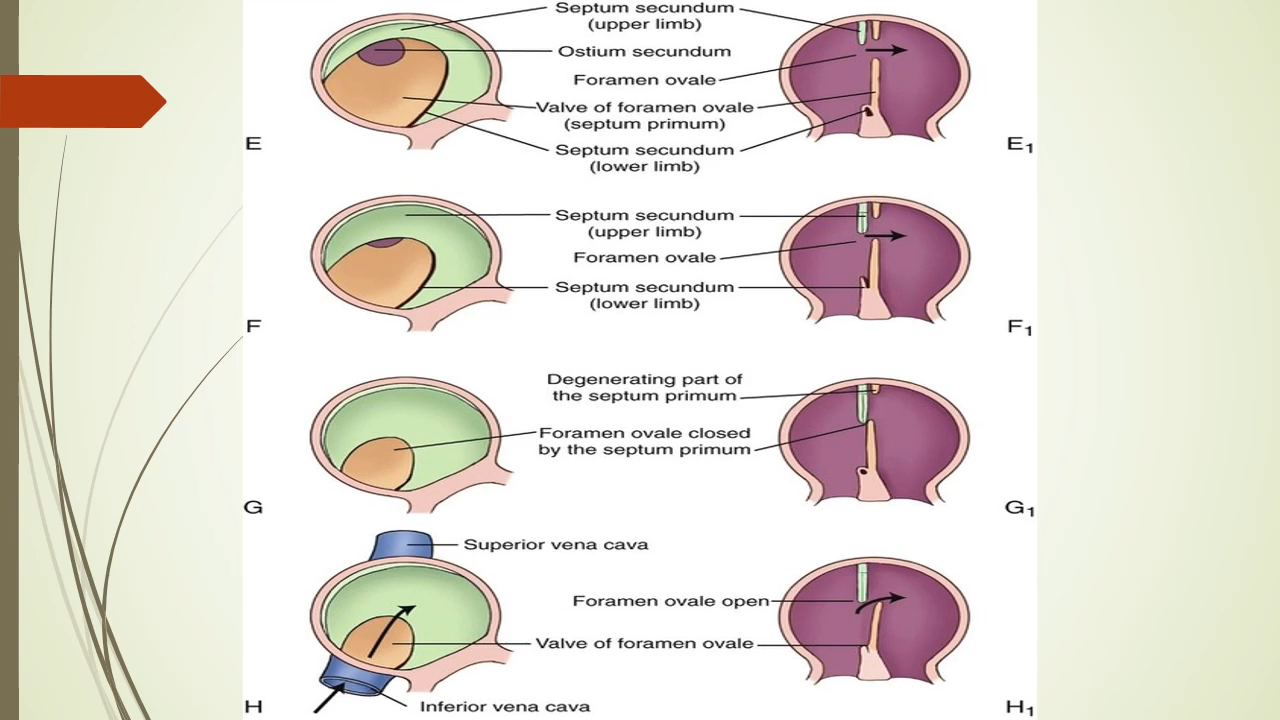 Septum secundum
(upper limb)
Ostium secundum
Foramen ovale
Valve of foramen ovale
(septum primum)
Septum secundum
(lower limb)
E
E1
Septum secundum
(upper limb)
Foramen ovale
Septum secundum
(lower limb)
F
F1
Degenerating part of
the septum primum
Foramen ovale closed
by the septum primum
G
G1
Superior vena cava
Foramen ovale open
Valve of foramen ovale
Inferior vena cava
H
H1